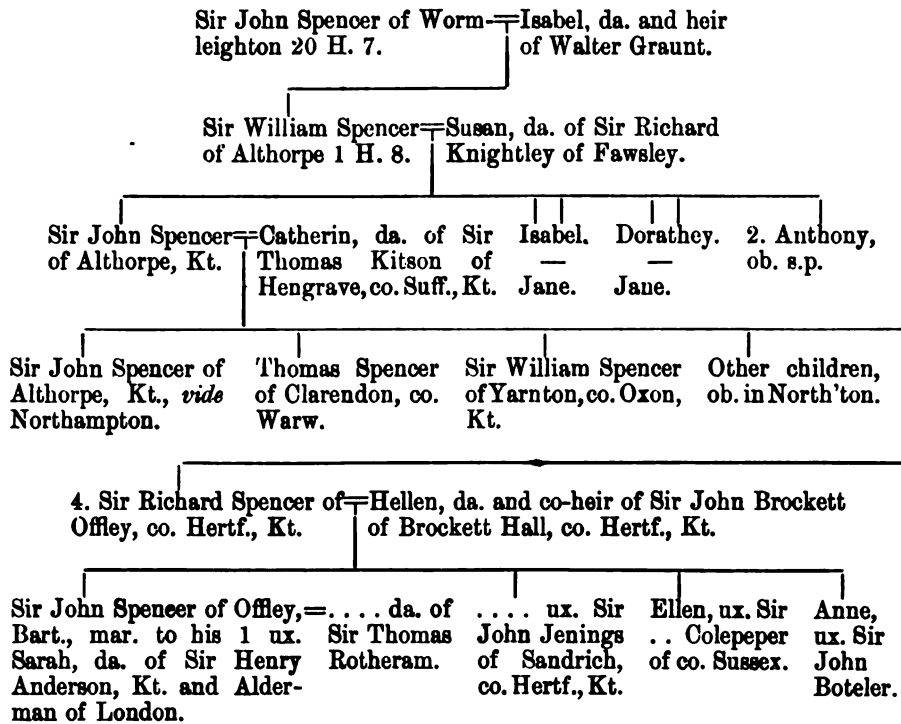 Sir John Spencer of Worm- Isabel, da. and heir
leighton 20 H. 7. of Walter Graunt.
Sir William Spencer Susan, da. of Sir Richard
of Althorpe 1 H. 8. Knightley of Fawsley.
Sir John Spencer
of Althorpe, Kt.
Catherin, da. of Sir
Thomas Kitson of
Hengrave, co. Suff., Kt.
Isabel.
—
Jane.
Dorathey.
—
Jane.
2. Anthony,
ob. s.p.
Sir John Spencer of
Althorpe, Kt., vide
Northampton.
Thomas Spencer
of Clarendon, co.
Warw.
Sir William Spencer
of Yarnton, co. Oxon,
Kt.
Other children,
ob. in North'ton.
4. Sir Richard Spencer of
Offley, co. Hertf., Kt.
Hellen, da. and co-heir of Sir John Brockett
of Brockett Hall, co. Hertf., Kt.
Sir John Spencer of Offley,
Bart., mar. to his 1 ux.
Sarah, da. of Sir Henry
Anderson, Kt. and Alder-
man of London.
=.... da. of
Sir Thomas
Rotheram.
.... ux. Sir
John Jenings
of Sandrich,
co. Hertf., Kt.
Ellen, ux. Sir
.. Colepeper
of co. Sussex.
Anne,
ux. Sir
John
Boteler.